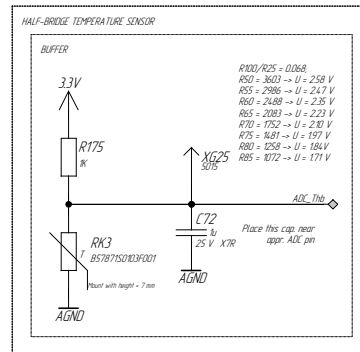 HALF-BRIDGE TEMPERATURE SENSOR
BUFFER
R100/R25 = 0.068,
R50 = 3603 -> U = 2.58 V
R55 = 2986 -> U = 2.47 V
R60 = 2488 -> U = 2.35 V
R65 = 2083 -> U = 2.23 V
R70 = 1752 -> U = 2.10 V
R75 = 1481 -> U = 1.97 V
R80 = 1258 -> U = 1.84V
R85 = 1072 -> U = 1.71 V
3.3V
R175
1K
XG25
5015
ADC_Thb
C72
1u
25 V X7R
Place this cap. near
appr. ADC pin
RK3
T
B57871S0103F001
Mount with height = 7 mm
AGND
AGND